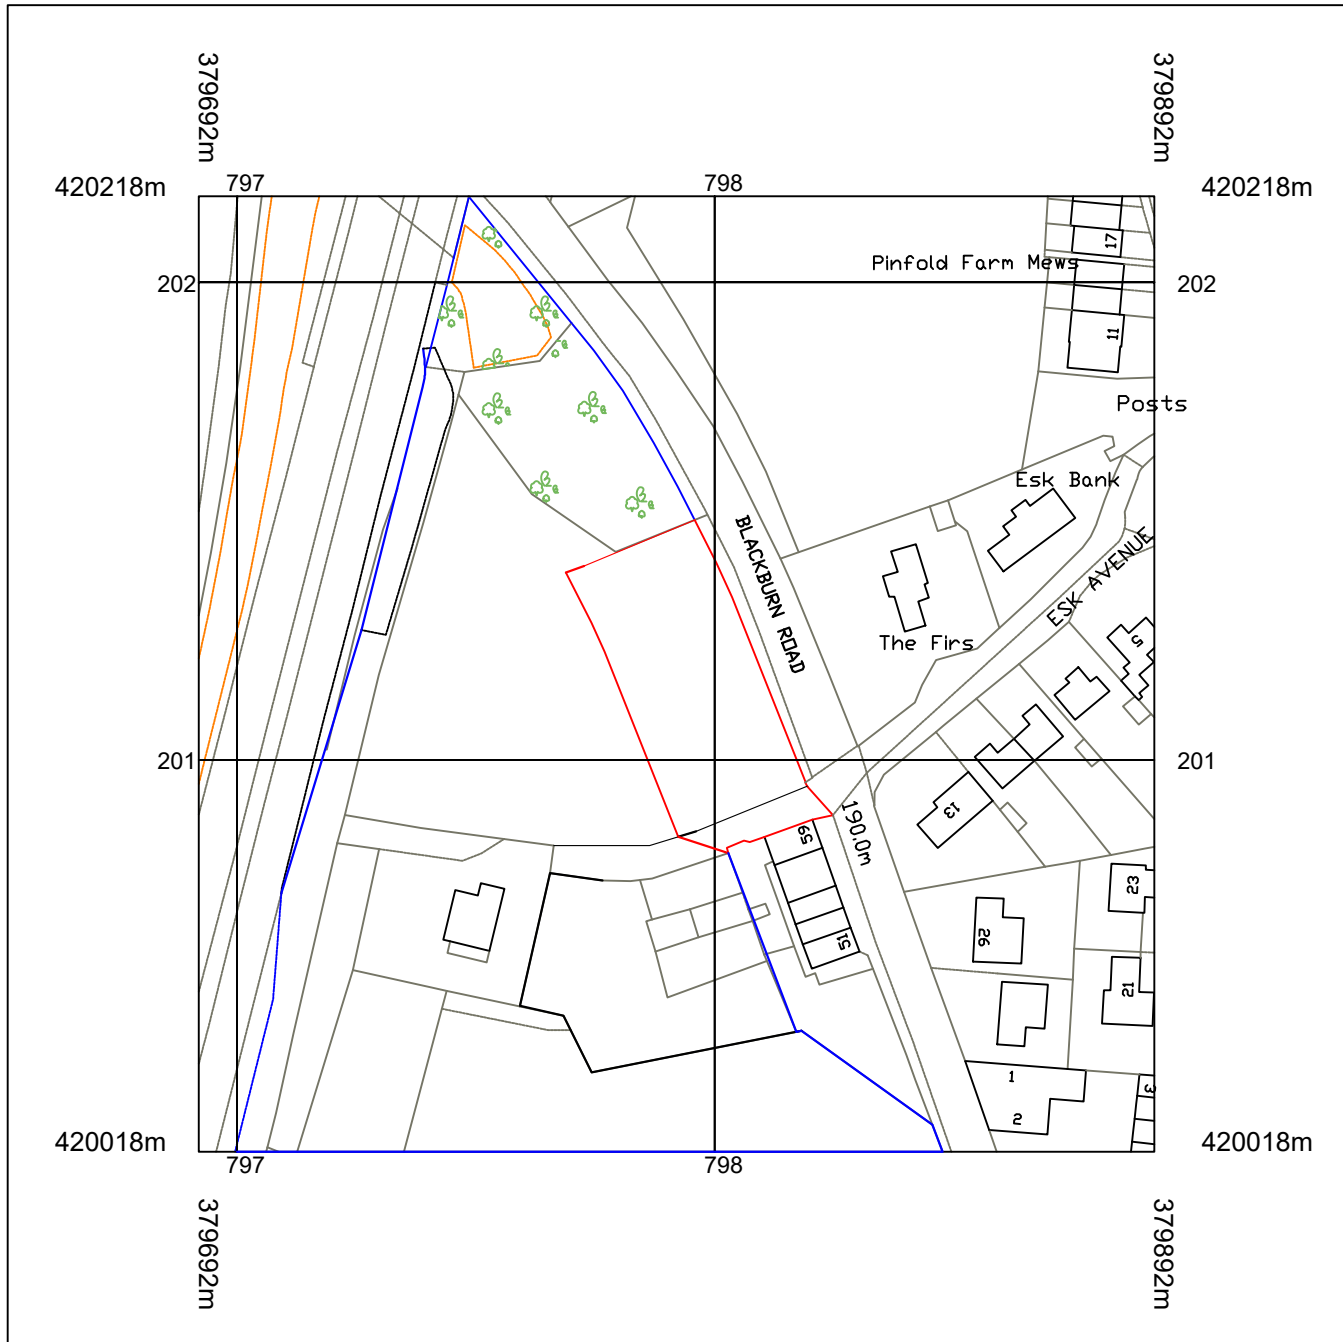 379692m
379892m
420218m
797
798
420218m
17
Pinfold Farm Mews
202
202
11
Posts
Esk Bank
BLACKBURN ROAD
ESK AVENUE
The Firs
5
201
201
13
190.0m
59
23
26
51
21
1
3
2
420018m
797
798
420018m
379692m
379892m